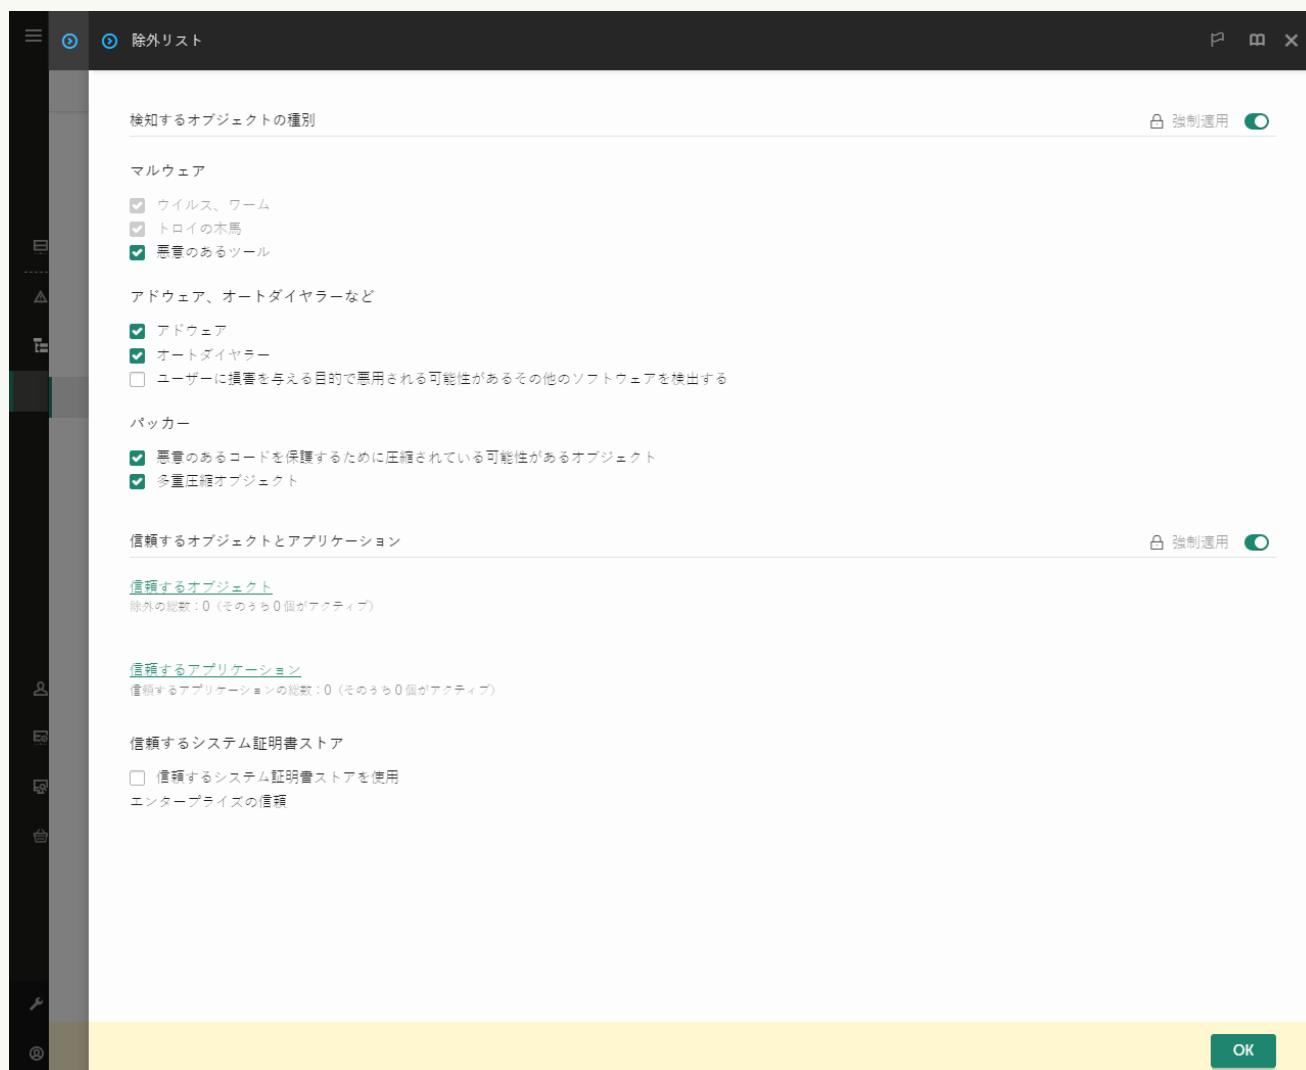 除外リスト
検知するオブジェクトの種別
強制適用
マルウェア
ウイルス、ワーム
トロイの木馬
悪意のあるツール
アドウェア、オートダイヤラーなど
アドウェア
オートダイヤラー
ユーザーに損害を与える目的で悪用される可能性があるその他のソフトウェアを検出する
パッカー
悪意のあるコードを保護するために圧縮されている可能性があるオブジェクト
多重圧縮オブジェクト
信頼するオブジェクトとアプリケーション
強制適用
信頼するオブジェクト
除外の総数：0（そのうち0個がアクティブ）
信頼するアプリケーション
信頼するアプリケーションの総数：0（そのうち0個がアクティブ）
信頼するシステム証明書ストア
信頼するシステム証明書ストアを使用
エンタープライズの信頼
OK